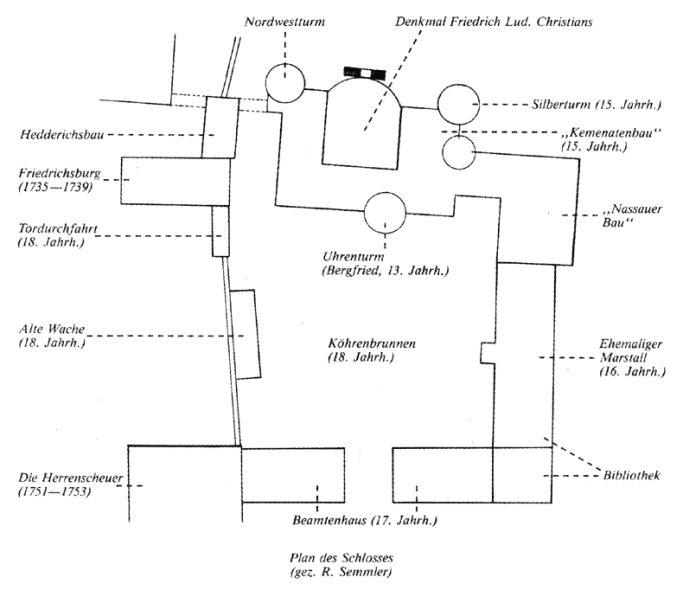 Nordwestturm
Denkmal Friedrich Lud. Christians
Silberturm (15. Jahrh.)
„Kemenatenbau“
(15. Jahrh.)
Hedderichsbau
Friedrichsburg
(1735—1739)
Tordurchfahrt
(18. Jahrh.)
„Nassauer
Bau“
Uhrenturm
(Bergfried, 13. Jahrh.)
Alte Wache
(18. Jahrh.)
Köhrenbrunnen
(18. Jahrh.)
Ehemaliger
Marstall
(16. Jahrh.)
Die Herrenscheuer
(1751—1753)
Bibliothek
Beamtenhaus (17. Jahrh.)
Plan des Schlosses
(gez. R. Semmler)